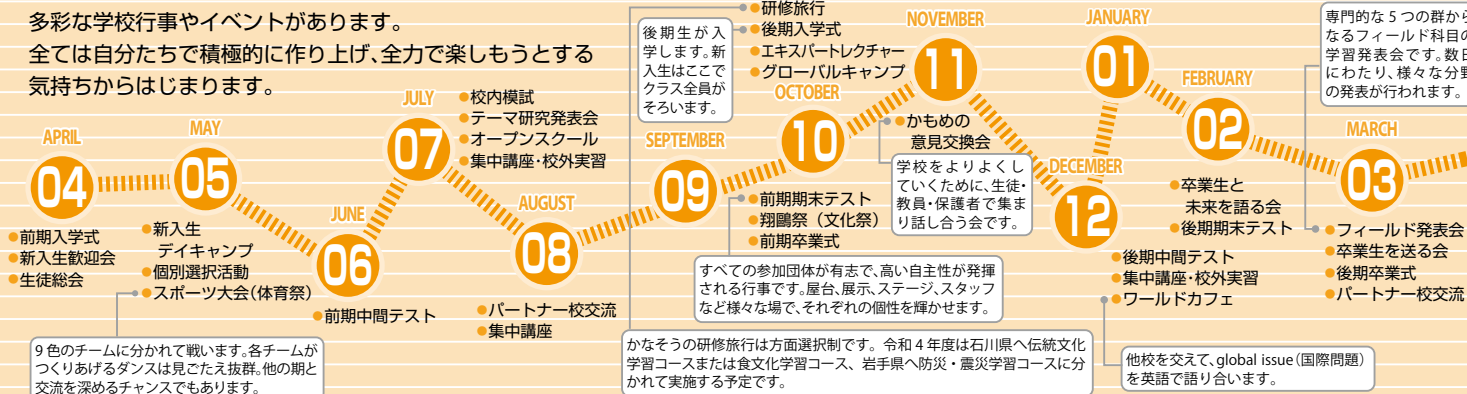 多彩な学校行事やイベントがあります。
全ては自分たちで積極的に作り上げ､全力で楽しもうとする
気持ちからはじまります。
APRIL
04
●前期入学式
●新入生歓迎会
●生徒総会
MAY
05
●新入生
デイキャンプ
●個別選択活動
●スポーツ大会(体育祭)
9色のチームに分かれて戦います｡各チームが
つくりあげるダンスは見ごたえ抜群｡他の期と
交流を深めるチャンスでもあります。
JUNE
06
●前期中間テスト
JULY
07
●校内模試
●テーマ研究発表会
●オープンスクール
●集中講座･校外実習
AUGUST
08
●パートナー校交流
●集中講座
SEPTEMBER
09
●前期期末テスト
●翔鷗祭（文化祭）
●前期卒業式
すべての参加団体が有志で､高い自主性が発揮
される行事です｡屋台､展示､ステージ､スタッフ
など様々な場で､それぞれの個性を輝かせます。
OCTOBER
10
●研修旅行
●後期入学式
●エキスパートレクチャー
●グローバルキャンプ
後期生が入
学します｡新
入生はここで
クラス全員が
そろいます。
かなそうの研修旅行は方面選択制です。令和4年度は石川県へ伝統文化
学習コースまたは食文化学習コース、岩手県へ防災・震災学習コースに分
かれて実施する予定です。
NOVEMBER
11
●かもめの
意見交換会
学校をよりよくし
ていくために､生徒･
教員･保護者で集ま
り話し合う会です。
DECEMBER
12
●後期中間テスト
●集中講座･校外実習
●ワールドカフェ
他校を交えて､global issue(国際問題)
を英語で語り合います。
JANUARY
01
FEBRUARY
02
●卒業生と
未来を語る会
●後期期末テスト
MARCH
03
●フィールド発表会
●卒業生を送る会
●後期卒業式
●パートナー校交流
専門的な5つの群から
なるフィールド科目の
学習発表会です｡数日
にわたり､様々な分野
の発表が行われます。